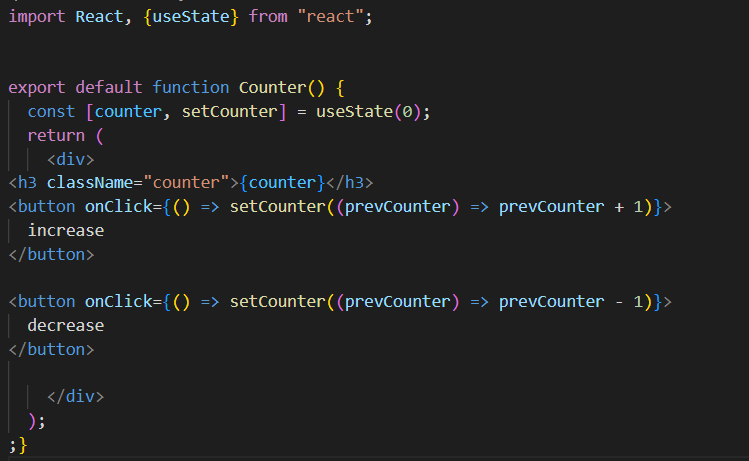 import React, {useState} from "react";
export default function Counter() {
  const [counter, setCounter] = useState(0);
  return (
    <div>
<h3 className="counter">{counter}</h3>
<button onClick={() => setCounter((prevCounter) => prevCounter + 1)}>
  increase
</button>
<button onClick={() => setCounter((prevCounter) => prevCounter - 1)}>
  decrease
</button>
    </div>
  );
;}